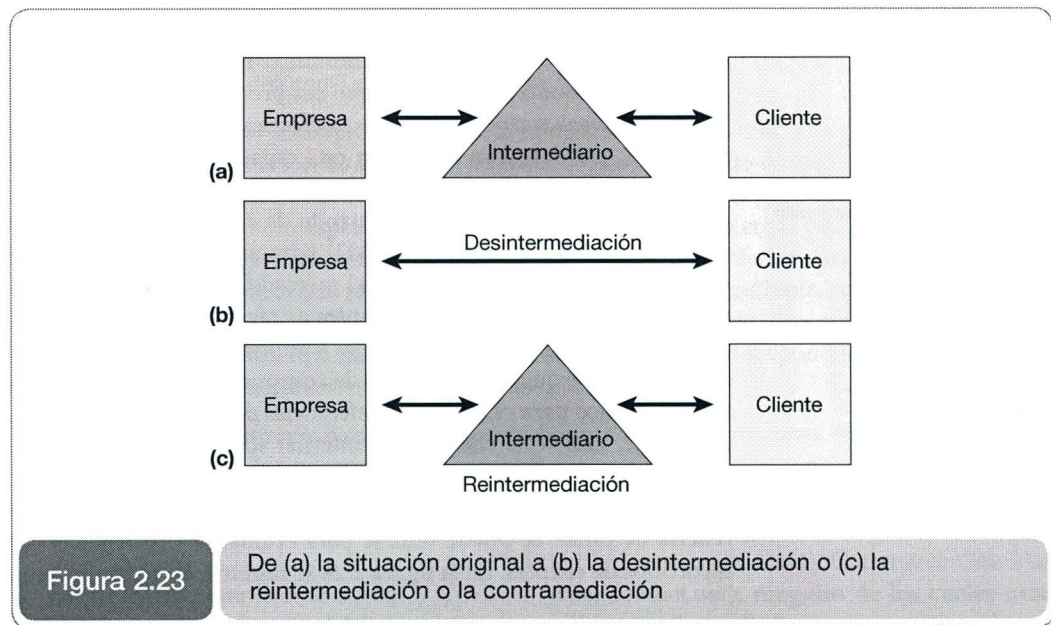 Empresa
Intermediario
Cliente
(a)
Desintermediación
Empresa
Cliente
(b)
Empresa
Intermediario
Cliente
(c)
Reintermediación
Figura 2.23
De (a) la situación original a (b) la desintermediación o (c) la
reintermediación o la contramediación